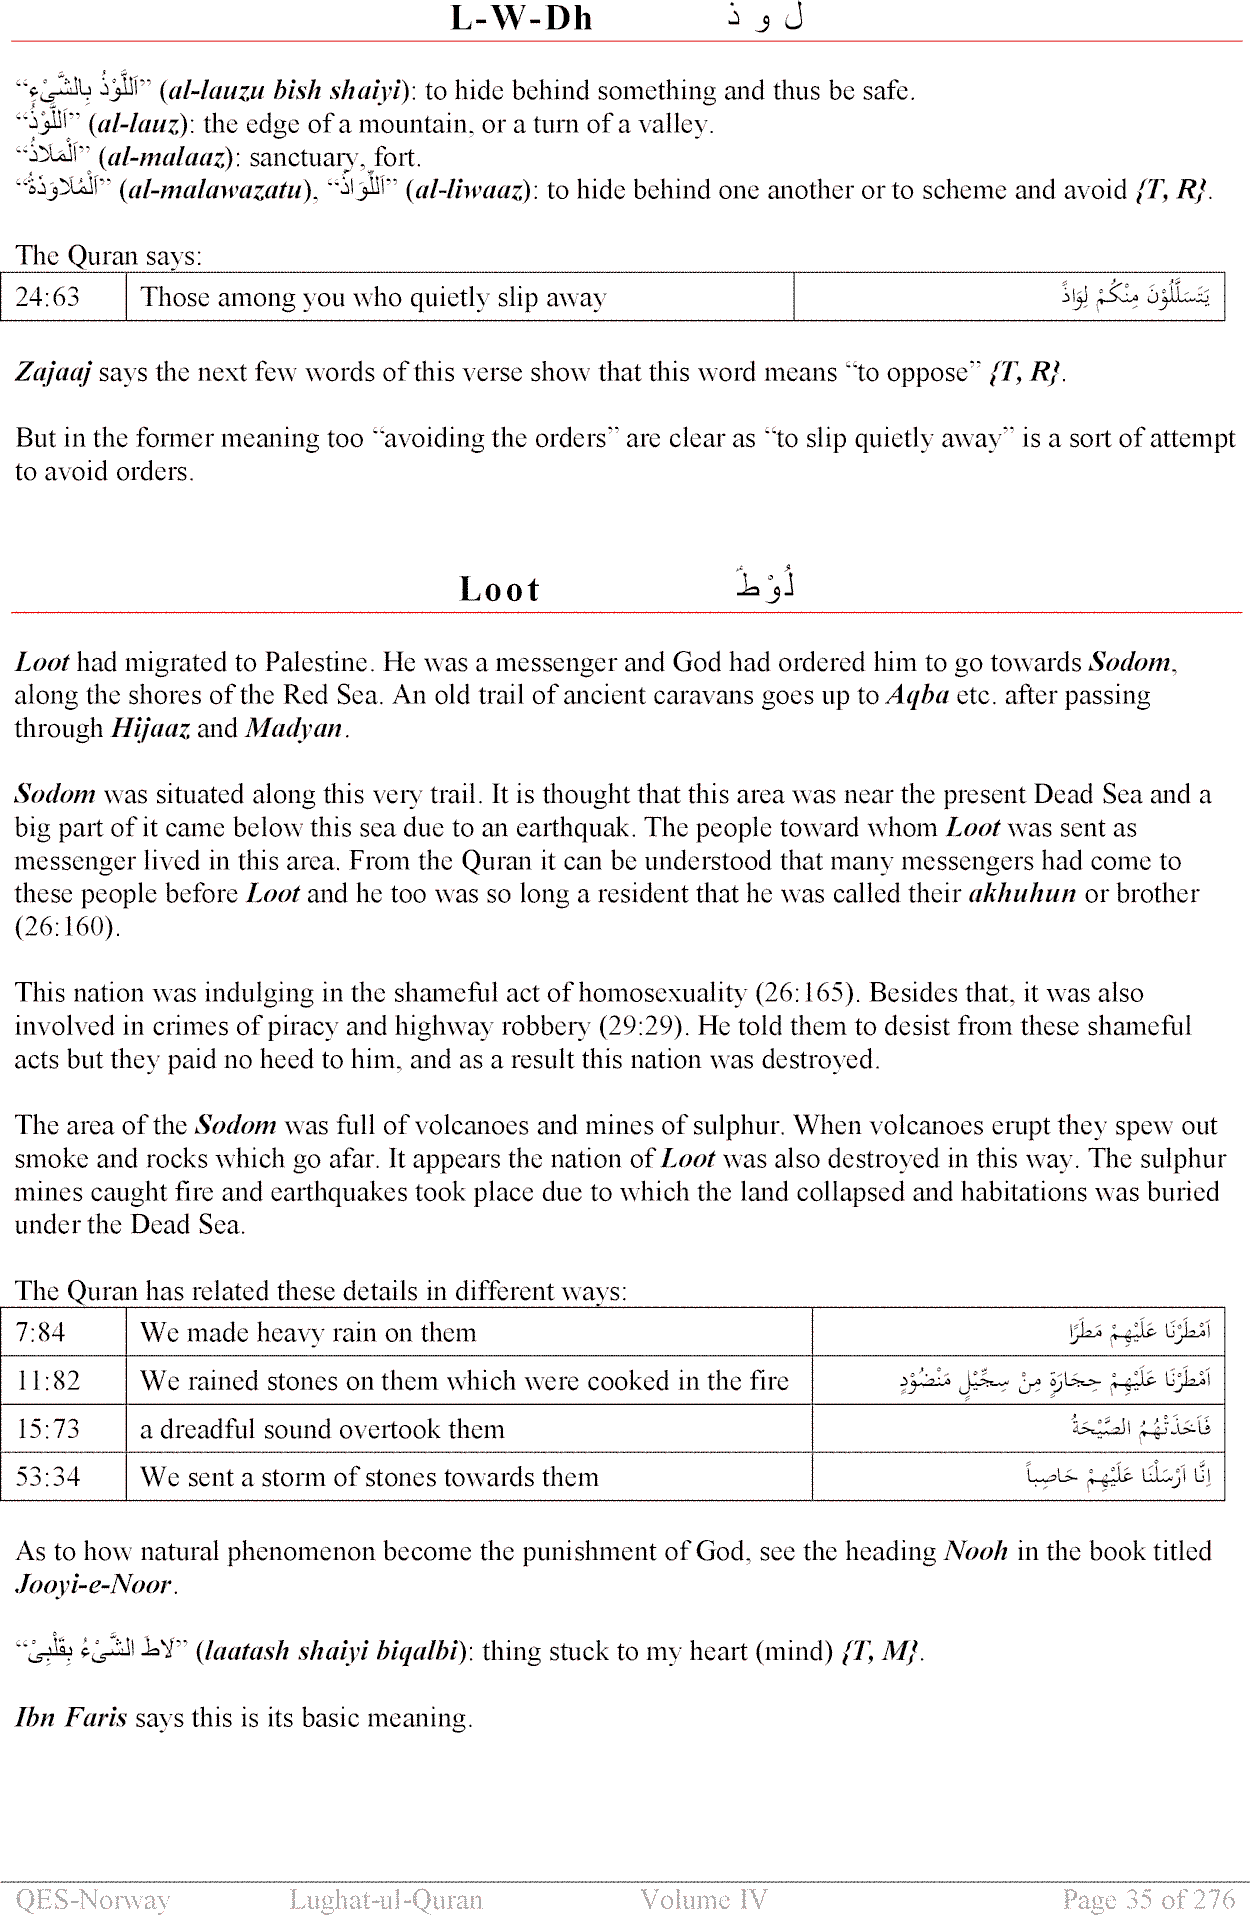 L-W-Dh ل و ذ
“اَللَّوْذُ بِالشَّیْءِ” (al-lauzu bish shaiyi): to hide behind something and thus be safe.
“اَللَّوْذُ” (al-lauz): the edge of a mountain, or a turn of a valley.
“اَلْمَلَاذُ” (al-malaaz): sanctuary, fort.
“اَلْمُلَاوَذَۃُ” (al-malawazatu), “اَللِّوَاذُ” (al-liwaaz): to hide behind one another or to scheme and avoid {T, R}.
The Quran says:
24:63 Those among you who quietly slip away یَتَسَلَّلُوْنَ مِنْکُمْ لِوَاذًا
Zajaaj says the next few words of this verse show that this word means “to oppose” {T, R}.
But in the former meaning too “avoiding the orders” are clear as “to slip quietly away” is a sort of attempt
to avoid orders.
Loot لُوْطٌ
Loot had migrated to Palestine. He was a messenger and God had ordered him to go towards Sodom,
along the shores of the Red Sea. An old trail of ancient caravans goes up to Aqba etc. after passing
through Hijaaz and Madyan.
Sodom was situated along this very trail. It is thought that this area was near the present Dead Sea and a
big part of it came below this sea due to an earthquak. The people toward whom Loot was sent as
messenger lived in this area. From the Quran it can be understood that many messengers had come to
these people before Loot and he too was so long a resident that he was called their akhuhun or brother
(26:160).
This nation was indulging in the shameful act of homosexuality (26:165). Besides that, it was also
involved in crimes of piracy and highway robbery (29:29). He told them to desist from these shameful
acts but they paid no heed to him, and as a result this nation was destroyed.
The area of the Sodom was full of volcanoes and mines of sulphur. When volcanoes erupt they spew out
smoke and rocks which go afar. It appears the nation of Loot was also destroyed in this way. The sulphur
mines caught fire and earthquakes took place due to which the land collapsed and habitations was buried
under the Dead Sea.
The Quran has related these details in different ways:
7:84 We made heavy rain on them اَمْطَرْنَا عَلَیْھِمْ مَطَرًا
11:82 We rained stones on them which were cooked in the fire اَمْطَرْنَا عَلَیْھِمْ حِجَارَۃٍ مِنْ سِجِّیْلٍ مَنْضُوْدٍ
15:73 a dreadful sound overtook them فَاَخَذَتْھُمُ الصَّیْحَۃُ
53:34 We sent a storm of stones towards them اِنَّا اَرْسَلْنَا عَلَیْھِمْ حَاصِباً
As to how natural phenomenon become the punishment of God, see the heading Nooh in the book titled
Jooyi-e-Noor.
“لَاطَ الشَّیْءُ بِقَلْبِیْ” (laatash shaiyi biqalbi): thing stuck to my heart (mind) {T, M}.
Ibn Faris says this is its basic meaning.
QES-Norway Lughat-ul-Quran Volume IV Page 35 of 276